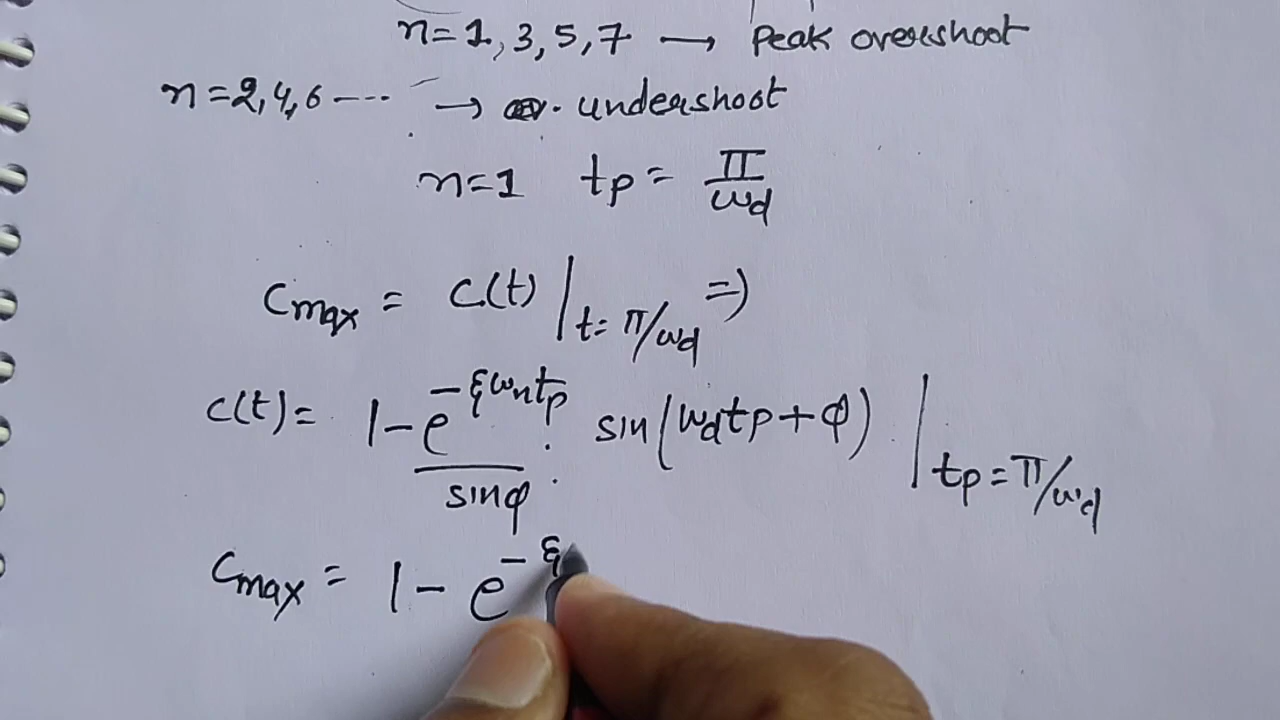 n=1,3,5,7 → Peak overshoot
n=2,4,6---- → undershoot
n=1 tp = π/ωd
Cmax = C(t) |t=π/ωd =)
C(t)= 1-e^-ξωntp/sinφ sin(ωdtp+φ) |tp=π/ωd
Cmax = 1- e^-ξ